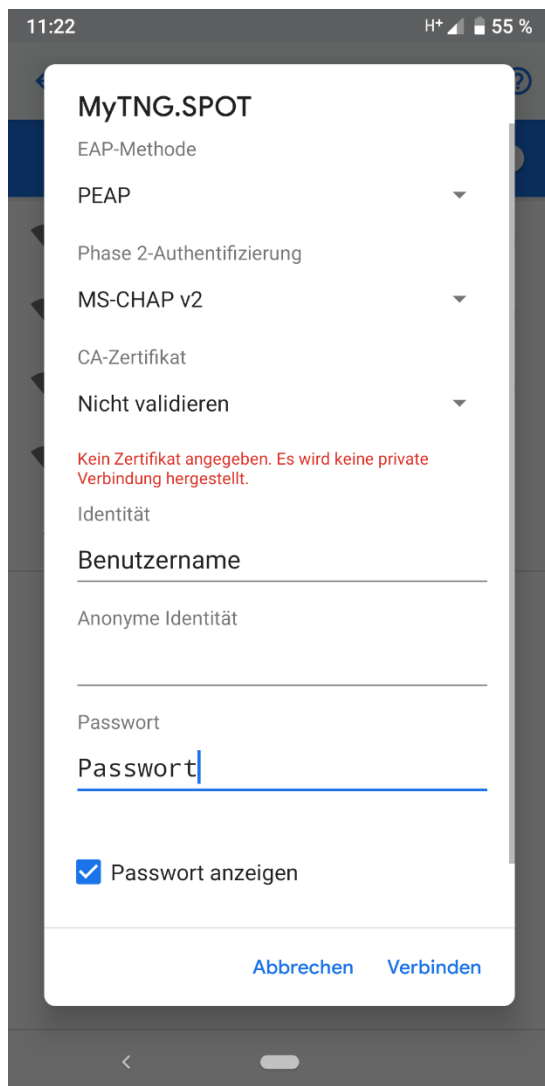 11:22 H+ 55 %
MyTNG.SPOT
EAP-Methode
PEAP
Phase 2-Authentifizierung
MS-CHAP v2
CA-Zertifikat
Nicht validieren
Kein Zertifikat angegeben. Es wird keine private
Verbindung hergestellt.
Identität
Benutzername
Anonyme Identität
Passwort
Passwort
Passwort anzeigen
Abbrechen Verbinden